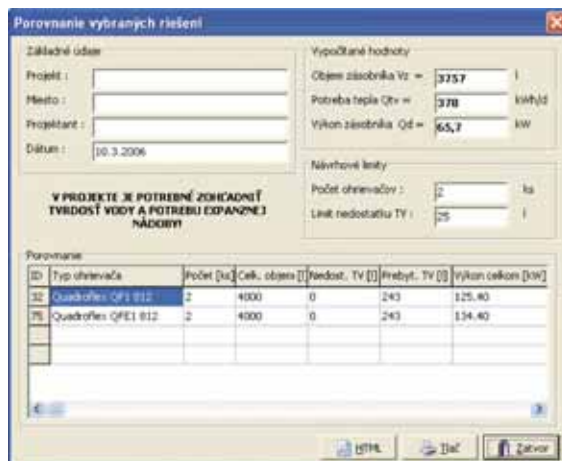 Porovnanie vybraných riešení
Základné údaje
Projekt :
Miesto :
Projektant :
Dátum : 10.3.2006
Vypočítané hodnoty
Objem zásobníka Vz = 3757 l
Potreba tepla Qtv = 378 kWh/d
Výkon zásobníka Qd = 65,7 kW
Návrhové limity
Počet ohrievačov : 2 ks
Limit nedostatku TV : 25 l
V PROJEKTE JE POTREBNÉ ZOHĽADNIŤ
TVRDOSŤ VODY A POTREBU EXPANZNEJ
NÁDOBY!
Porovnanie
ID Typ ohrievača Počet [ks] Celk. objem [l] Nedost. TV [l] Prebyt. TV [l] Výkon celkom [kW]
32 Quadroflex QF1 812 2 4000 0 243 125.40
75 Quadroflex QFE1 812 2 4000 0 243 134.40
HTML Tlač Zatvor